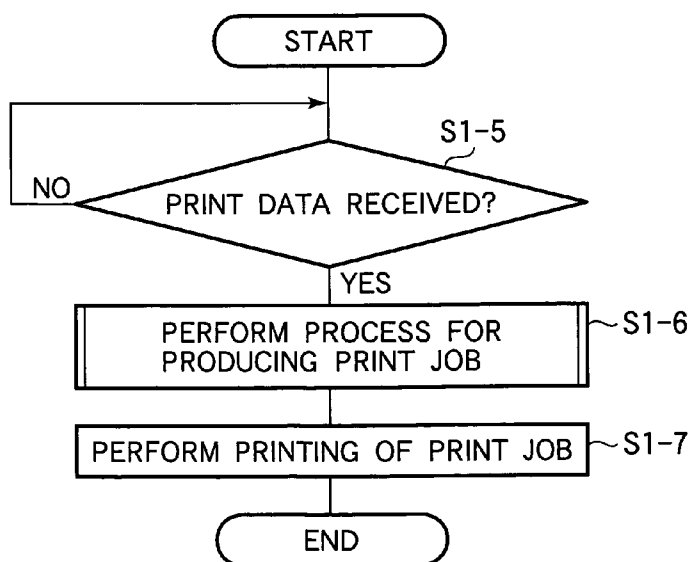 START
S1-5
NO
PRINT DATA RECEIVED?
YES
PERFORM PROCESS FOR
PRODUCING PRINT JOB
S1-6
PERFORM PRINTING OF PRINT JOB
S1-7
END